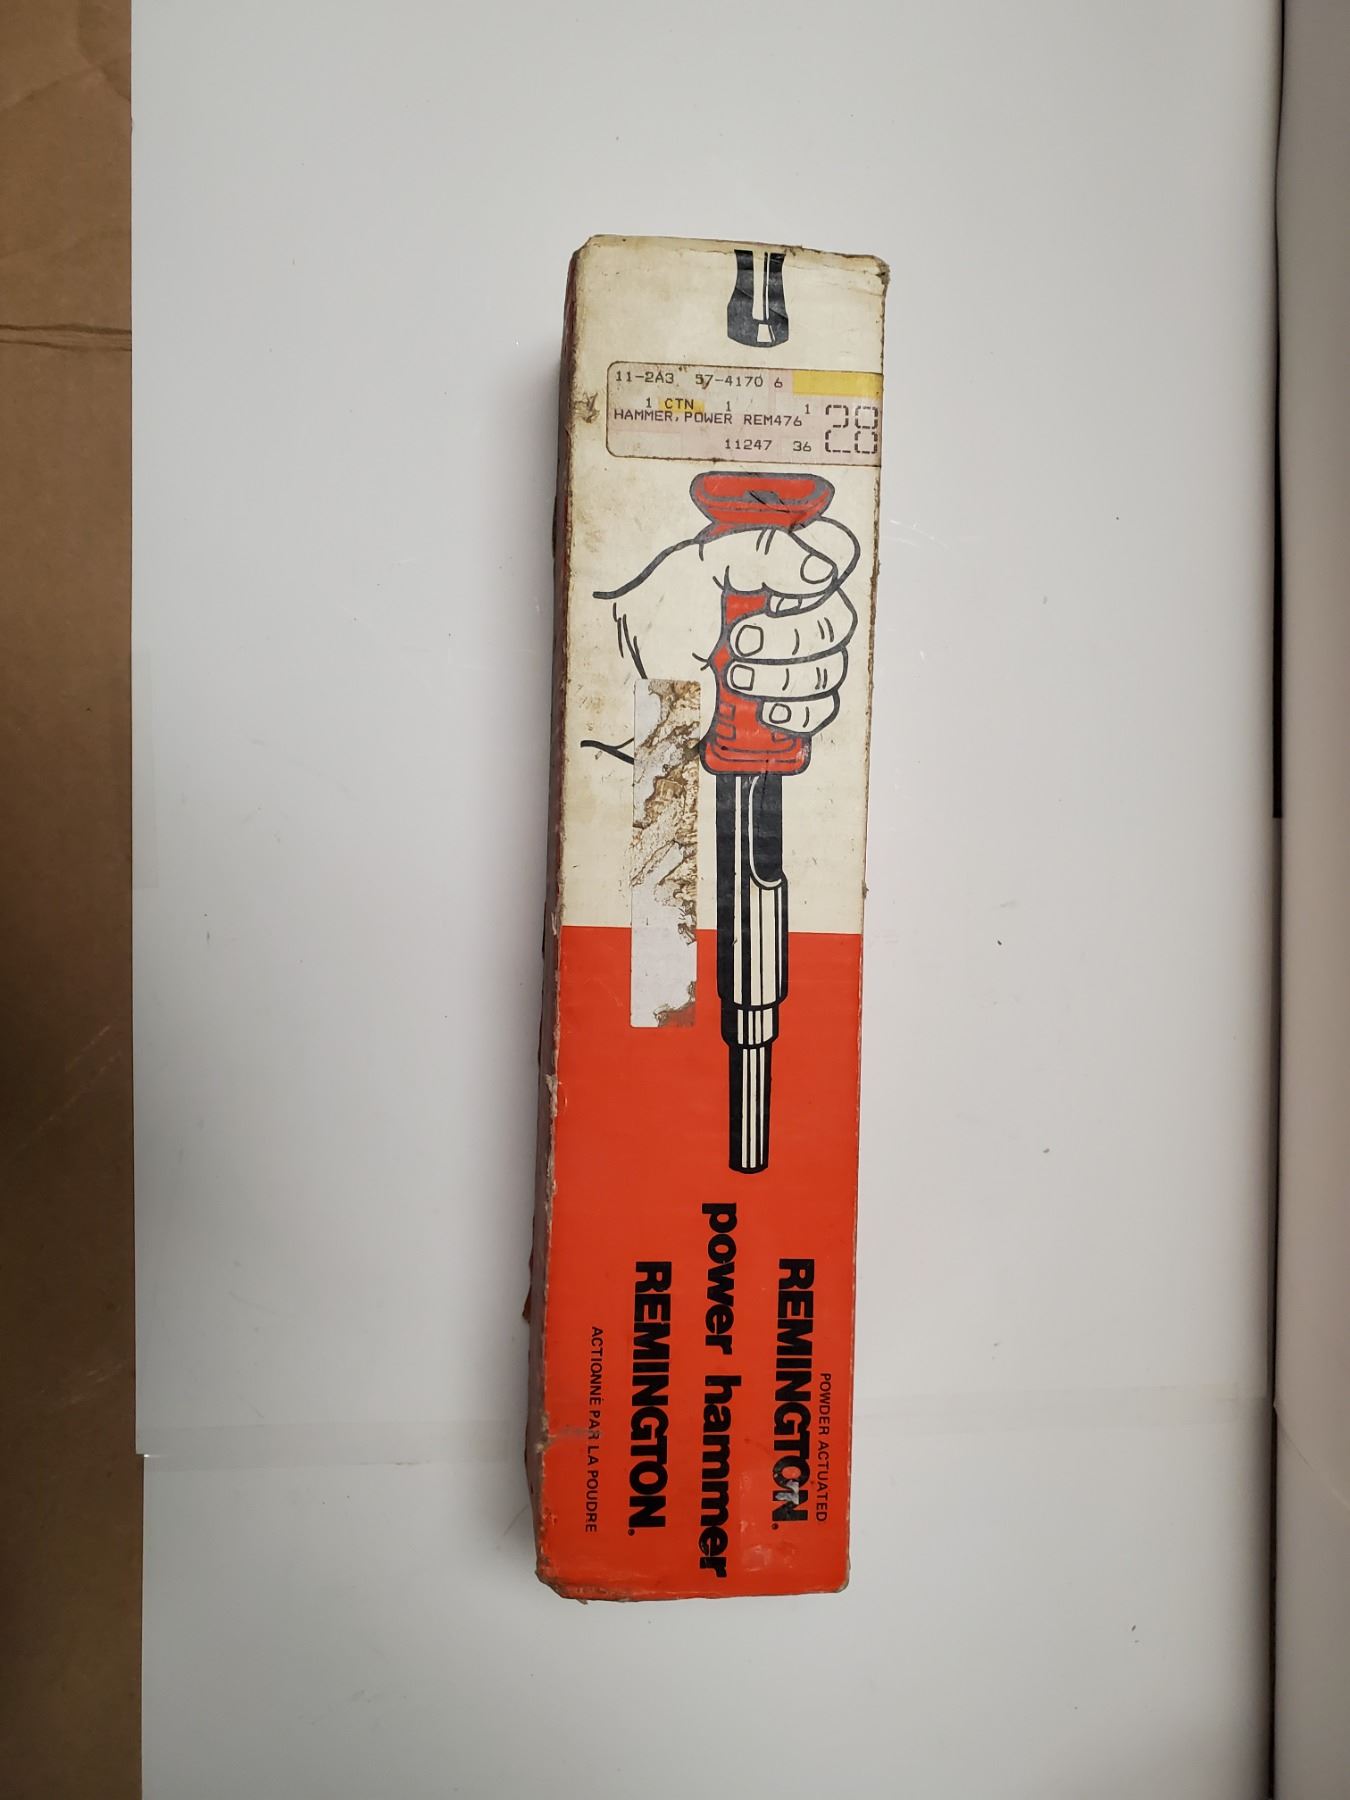 11-2A3 57-4170 6
1 CTN 1 1
HAMMER, POWER REM476
28
11247 36
POWDER ACTUATED
REMINGTON®
power hammer
REMINGTON®
ACTIONNÉ PAR LA POUDRE